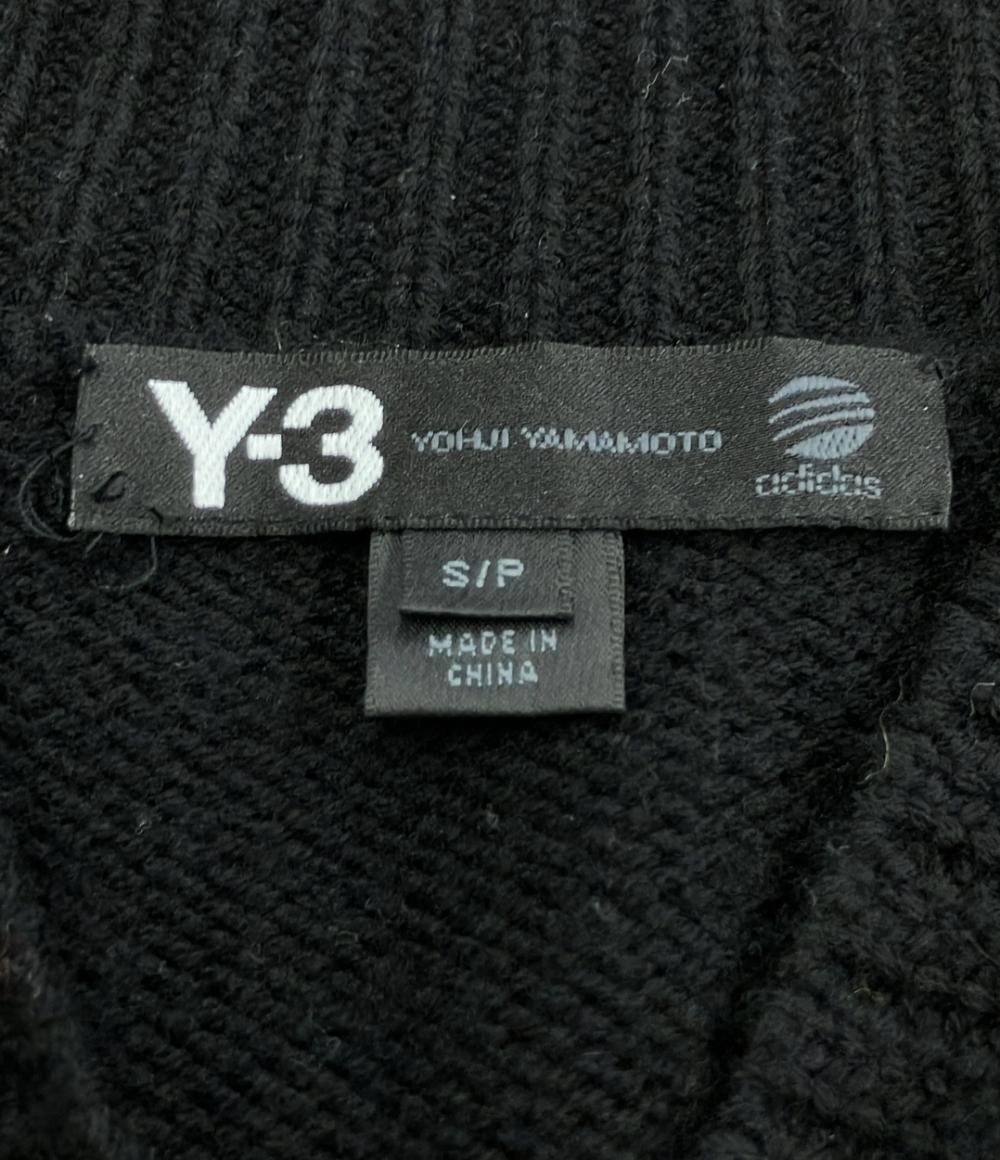 Y-3 YOHJI YAMAMOTO adidas
S/P
MADE IN
CHINA